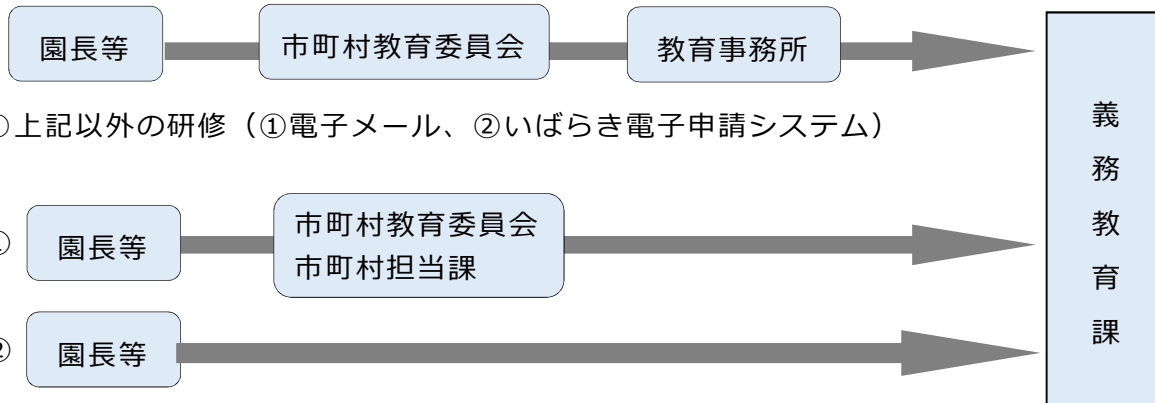 園長等
市町村教育委員会
教育事務所
上記以外の研修（①電子メール、②いばらき電子申請システム）
①
園長等
市町村教育委員会
市町村担当課
②
園長等
義務教育課